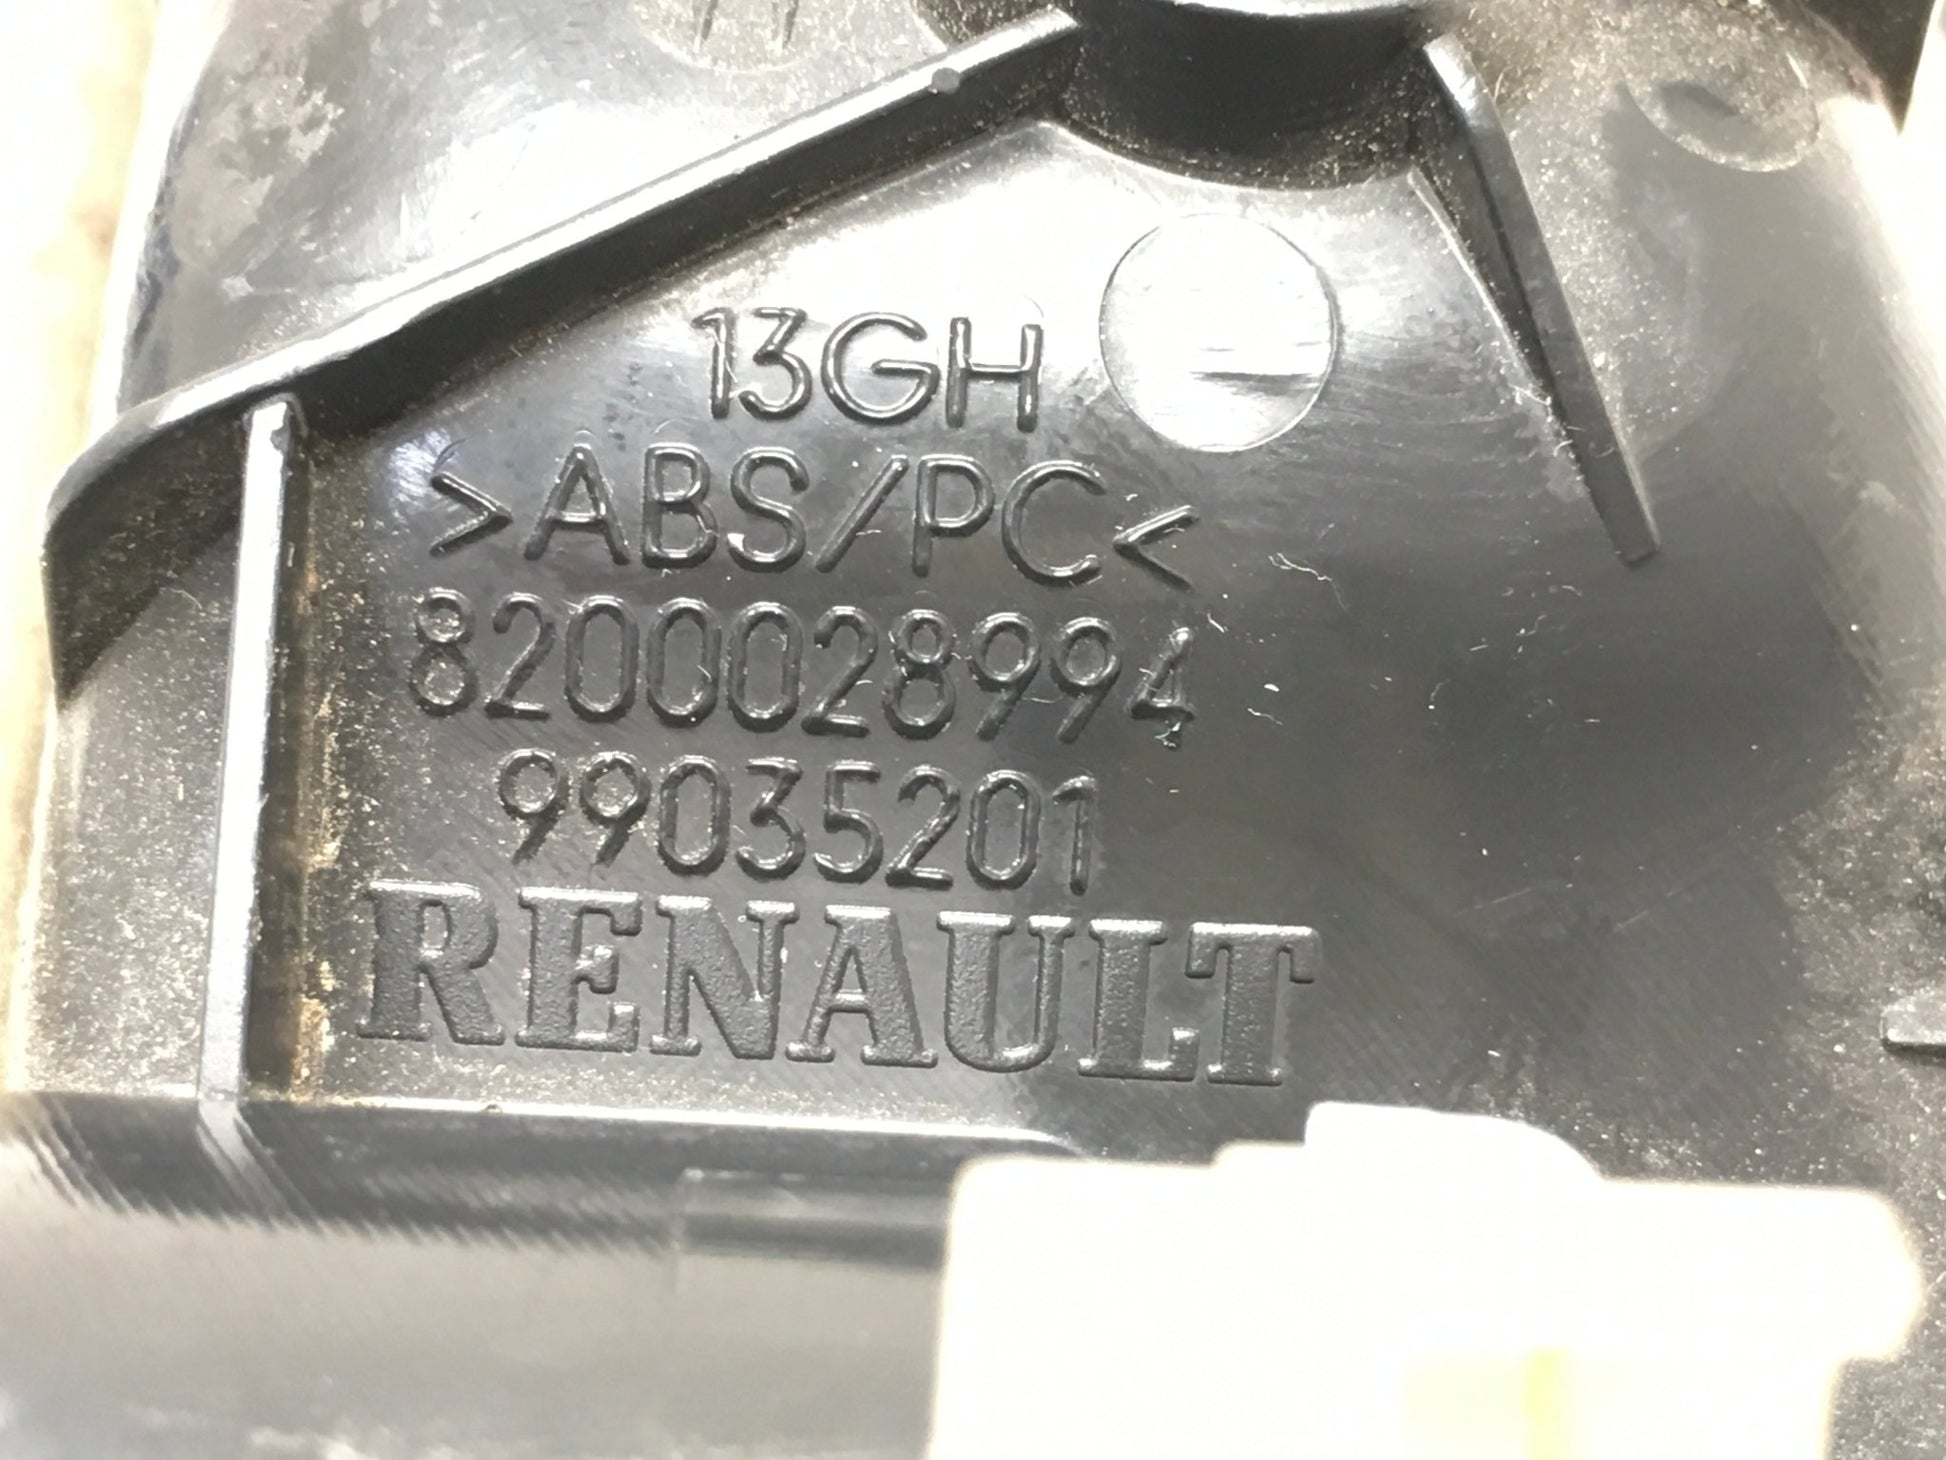 13GH
>ABS/PC<
8200028994
99035201
RENAULT